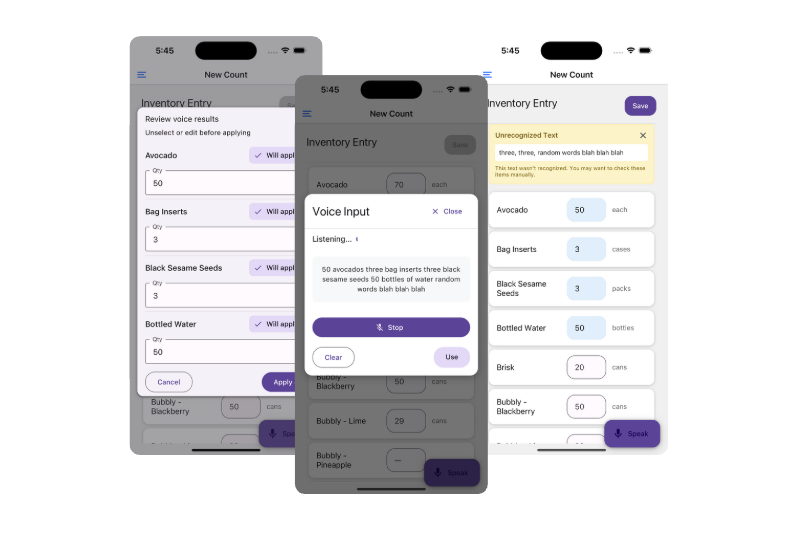 5:45
New Count
Inventory Entry
Review voice results
Unselect or edit before applying
Avocado
Will appl
Qty
50
Bag Inserts
Will appl
Qty
3
Black Sesame Seeds
Will appl
Qty
3
Bottled Water
Will appl
Qty
50
Cancel
Apply
Bubbly - Blackberry
50
cans
Spe
5:45
New Count
Inventory Entry
Save
Avocado
70
each
Voice Input
Close
Listening...
50 avocados three bag inserts three black
sesame seeds 50 bottles of water random
words blah blah blah
Stop
Clear
Use
Bubbly -
Blackberry
50
cans
Bubbly - Lime
29
cans
Bubbly -
Pineapple
—
Speak
5:45
New Count
Inventory Entry
Save
Unrecognized Text
three, three, random words blah blah blah
This text wasn't recognized. You may want to check these
items manually.
Avocado
50
each
Bag Inserts
3
cases
Black Sesame
Seeds
3
packs
Bottled Water
50
bottles
Brisk
20
cans
Bubbly -
Blackberry
50
cans
Speak